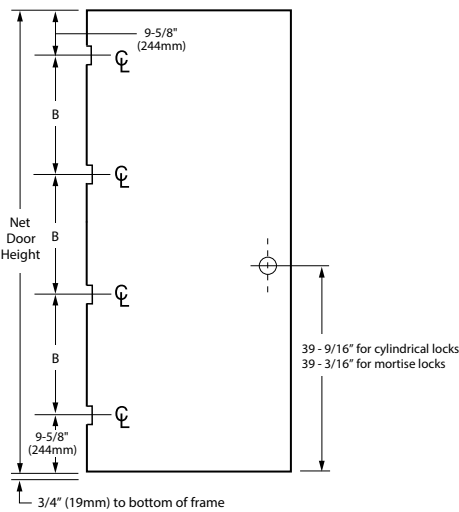 9-5/8"
(244mm)
℄
B
℄
B
Net
Door
Height
℄
B
39 - 9/16” for cylindrical locks
39 - 3/16” for mortise locks
℄
9-5/8"
(244mm)
3/4” (19mm) to bottom of frame